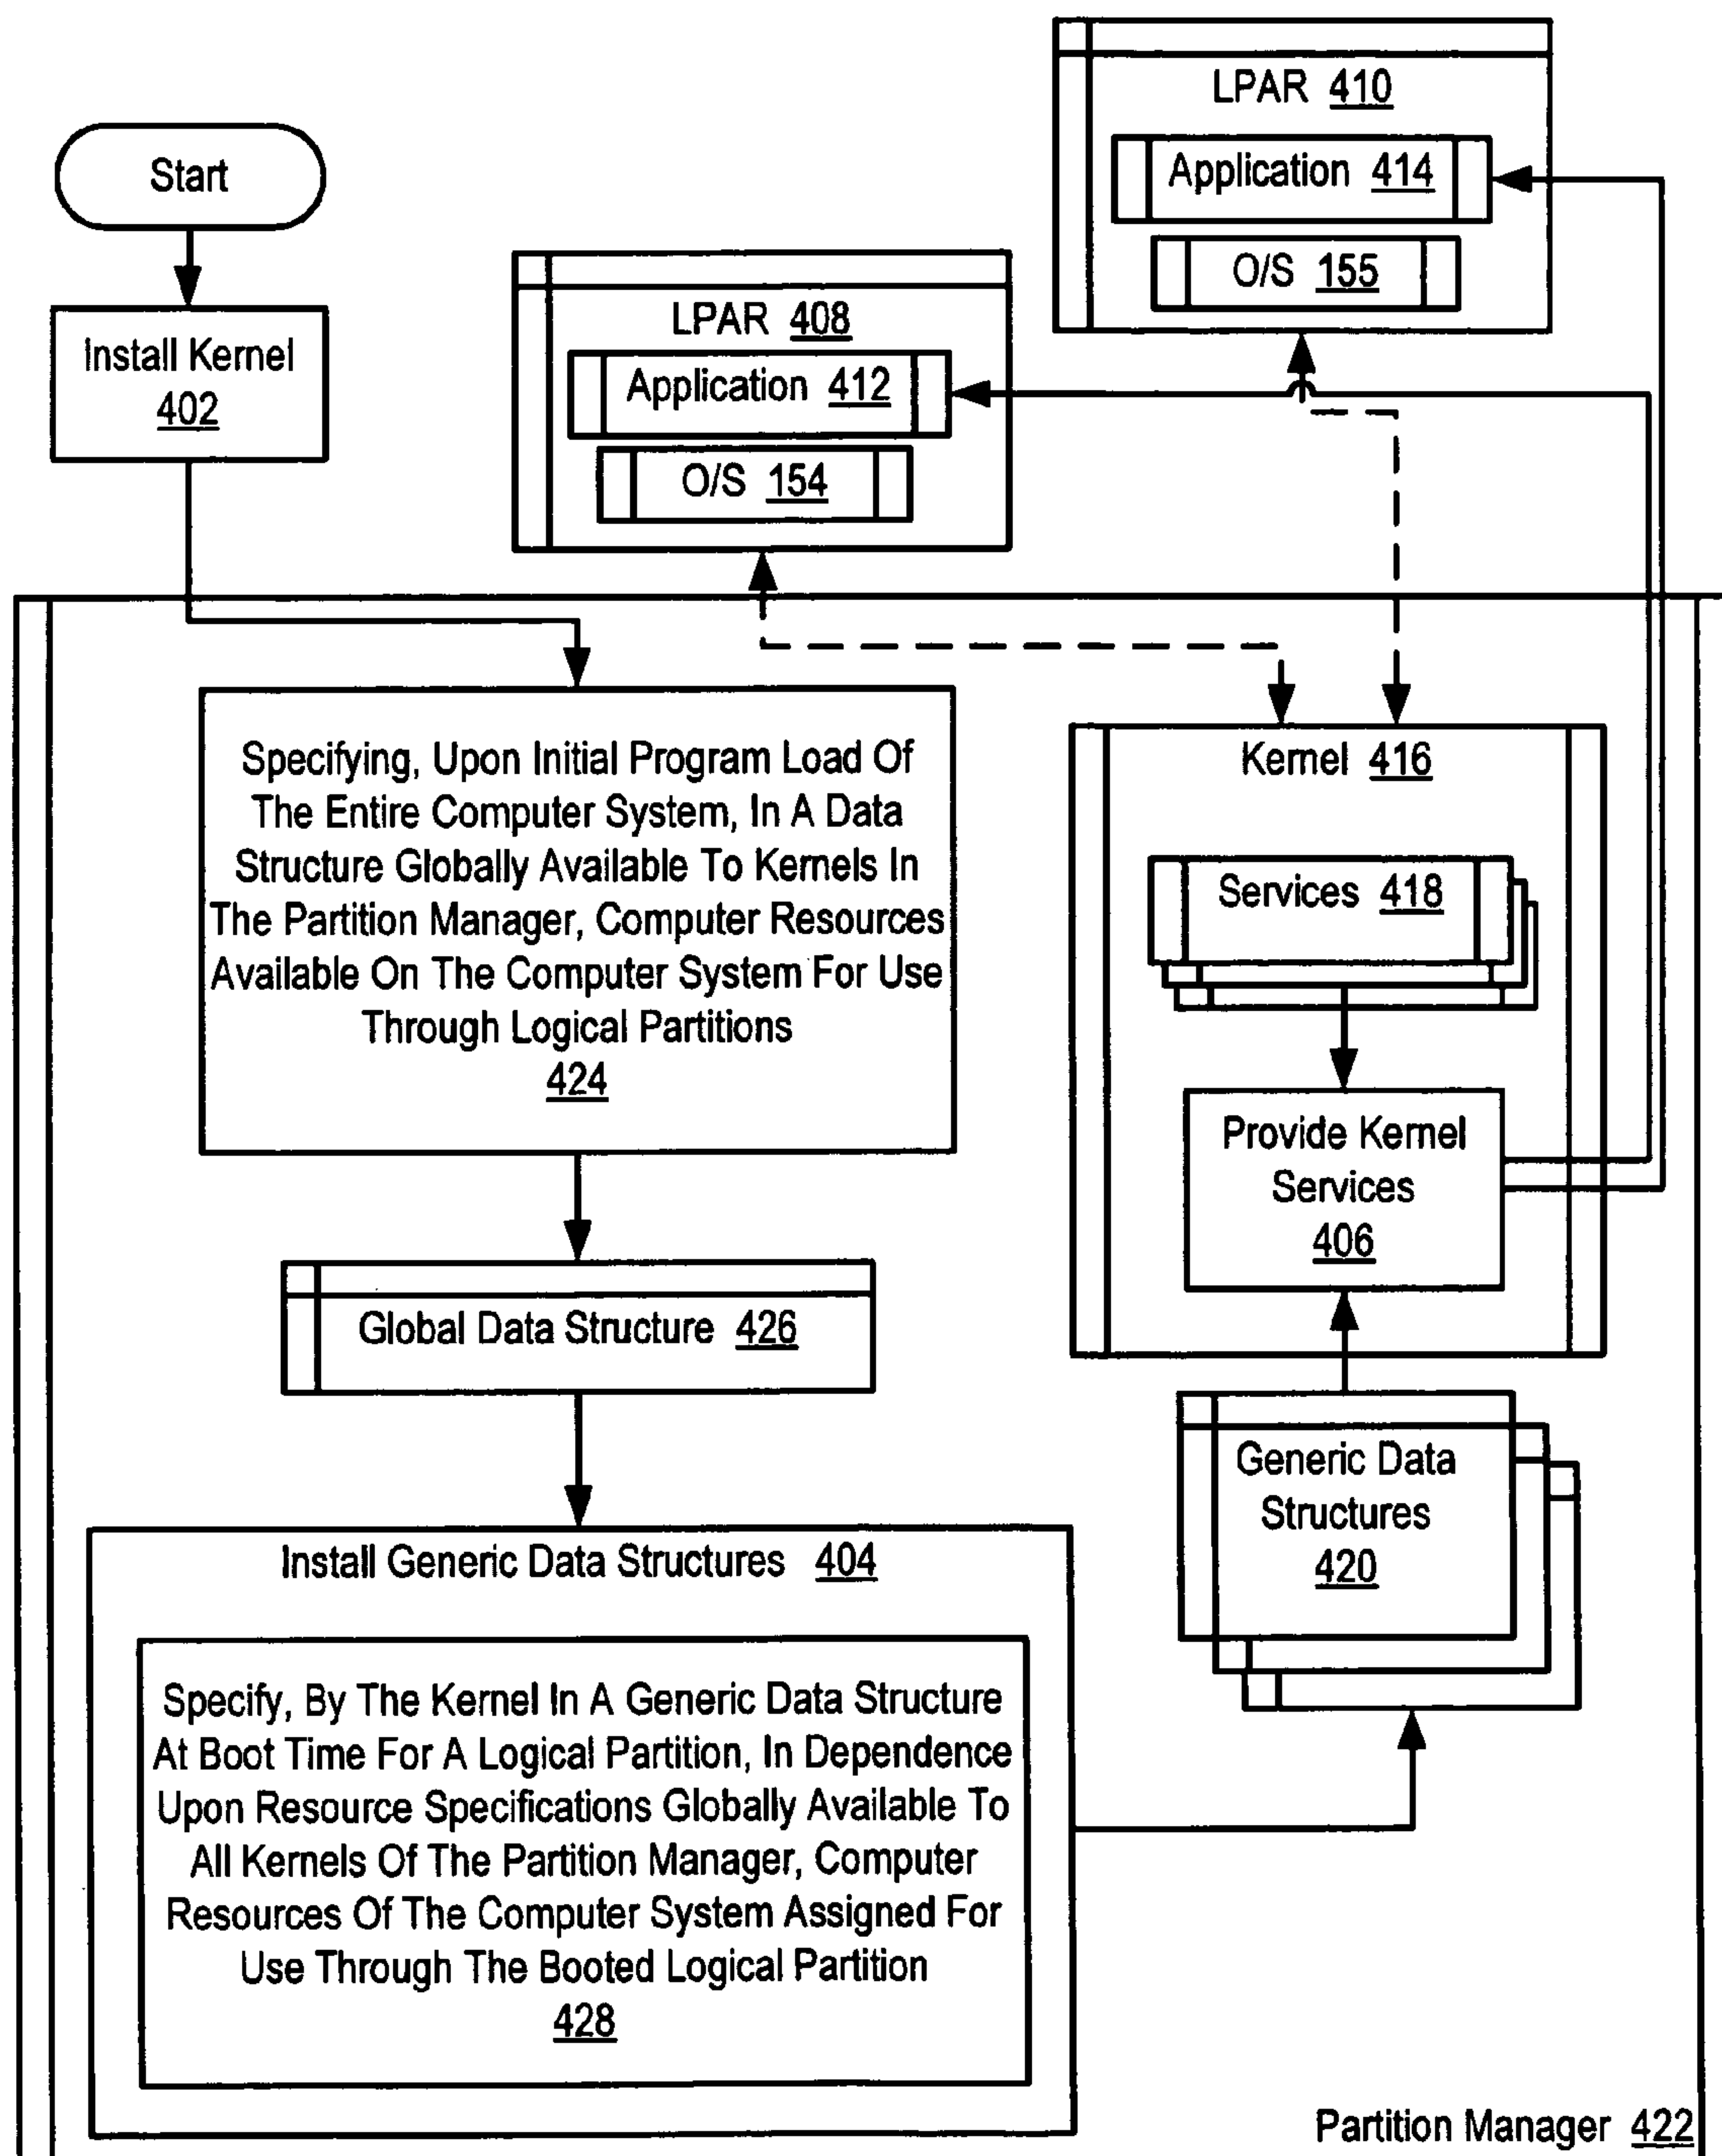 LPAR 410
Application 414
O/S 155
Start
Install Kernel
402
LPAR 408
Application 412
O/S 154
Specifying, Upon Initial Program Load Of
The Entire Computer System, In A Data
Structure Globally Available To Kernels In
The Partition Manager, Computer Resources
Available On The Computer System For Use
Through Logical Partitions
424
Kernel 416
Services 418
Provide Kernel
Services
406
Global Data Structure 426
Generic Data
Structures
420
Install Generic Data Structures 404
Specify, By The Kernel In A Generic Data Structure
At Boot Time For A Logical Partition, In Dependence
Upon Resource Specifications Globally Available To
All Kernels Of The Partition Manager, Computer
Resources Of The Computer System Assigned For
Use Through The Booted Logical Partition
428
Partition Manager 422